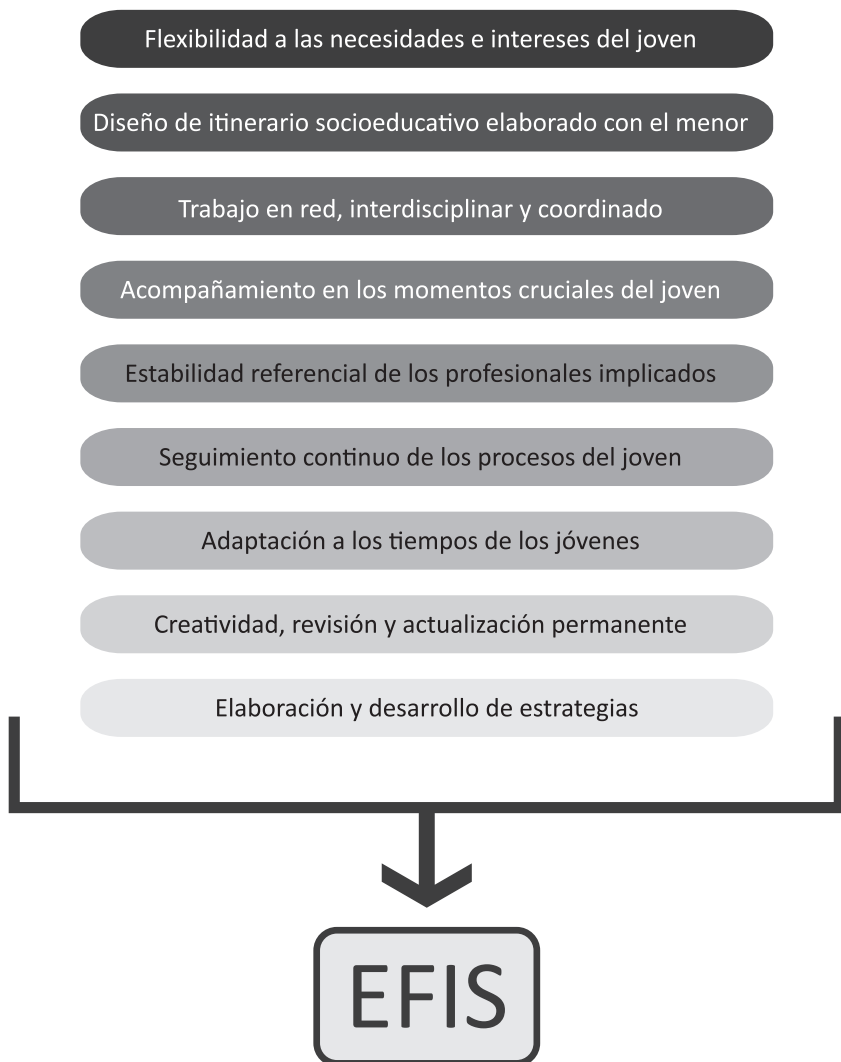 Flexibilidad a las necesidades e intereses del joven
Diseño de itinerario socioeducativo elaborado con el menor
Trabajo en red, interdisciplinar y coordinado
Acompañamiento en los momentos cruciales del joven
Estabilidad referencial de los profesionales implicados
Seguimiento continuo de los procesos del joven
Adaptación a los tiempos de los jóvenes
Creatividad, revisión y actualización permanente
Elaboración y desarrollo de estrategias
EFIS